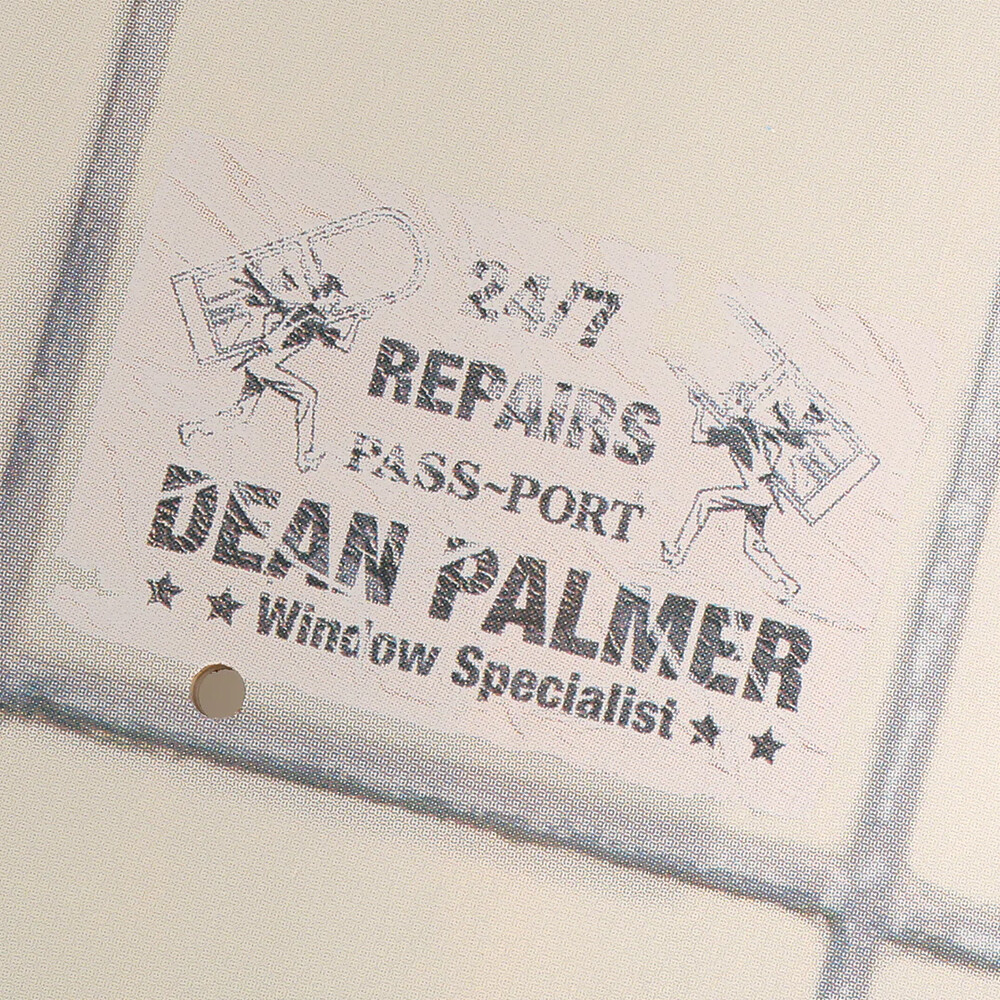 24/7
REPAIRS
PASS~PORT
DEAN PALMER
★ ★ Window Specialist ★ ★